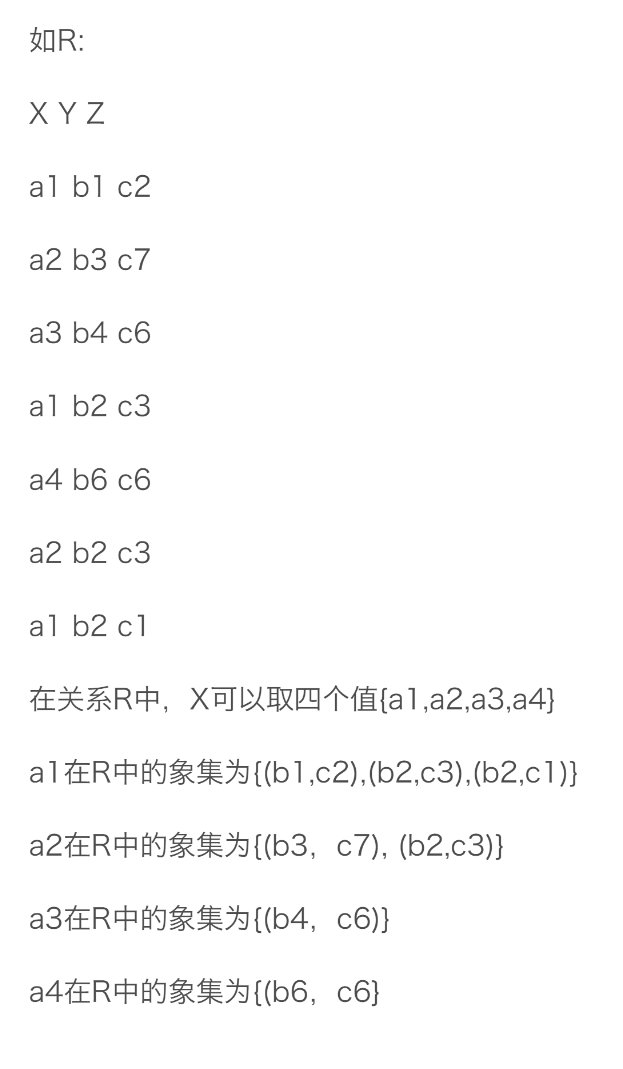 如R:
X Y Z
a1 b1 c2
a2 b3 c7
a3 b4 c6
a1 b2 c3
a4 b6 c6
a2 b2 c3
a1 b2 c1
在关系R中，X可以取四个值{a1,a2,a3,a4}
a1在R中的象集为{(b1,c2),(b2,c3),(b2,c1)}
a2在R中的象集为{(b3，c7), (b2,c3)}
a3在R中的象集为{(b4，c6)}
a4在R中的象集为{(b6，c6}